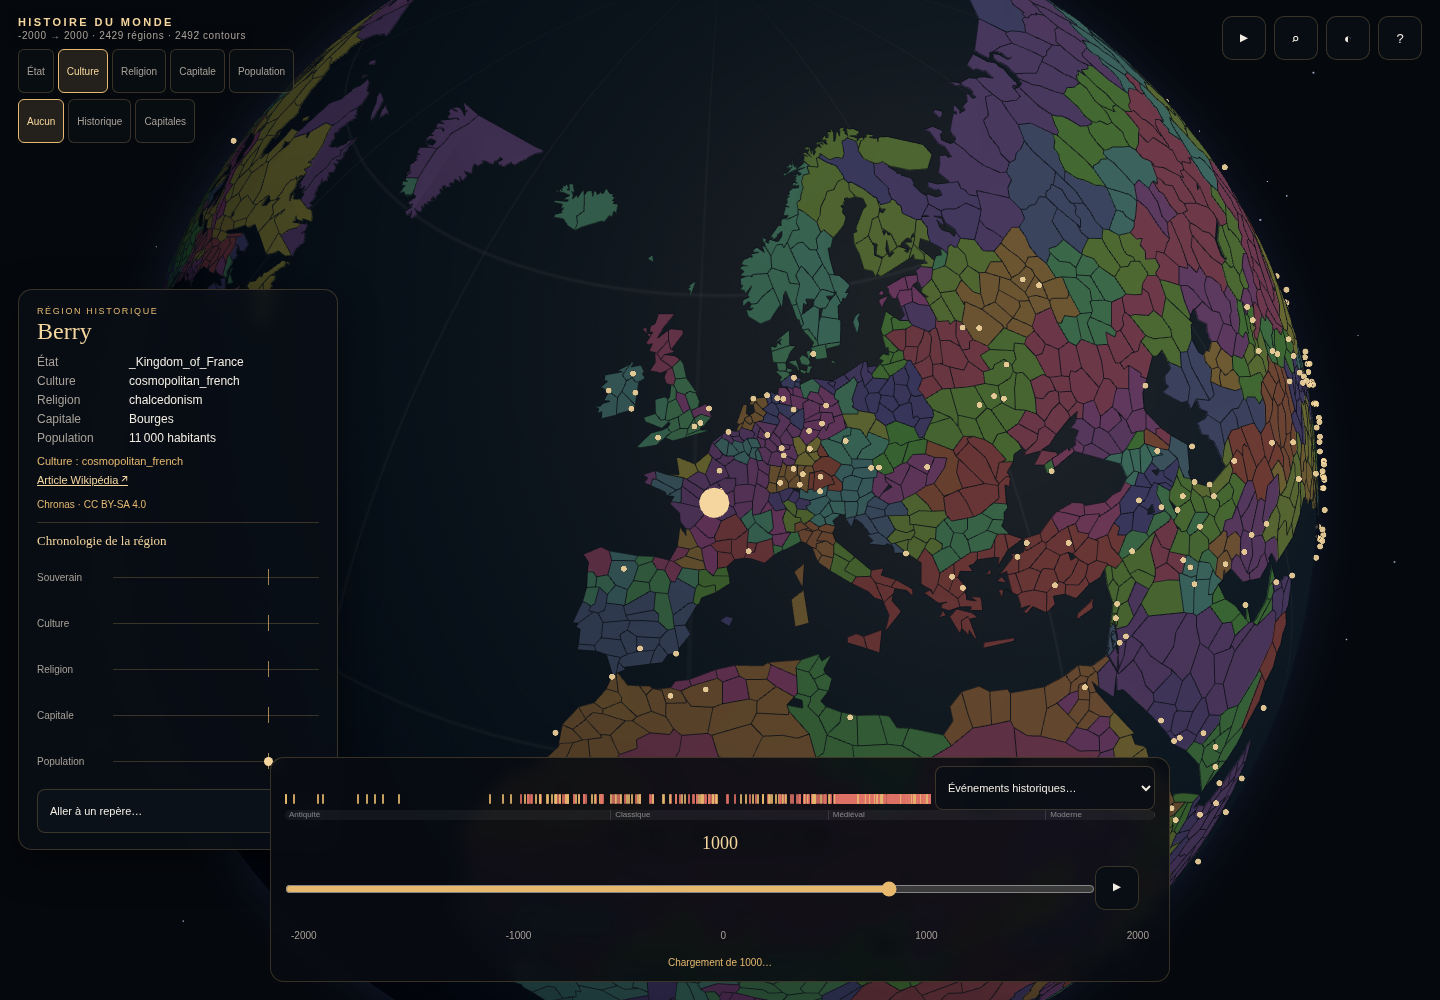 HISTOIRE DU MONDE
-2000 → 2000 · 2429 régions · 2492 contours
État Culture Religion Capitale Population
Aucun Historique Capitales
?
RÉGION HISTORIQUE
Berry
État _Kingdom_of_France
Culture cosmopolitan_french
Religion chalcedonism
Capitale Bourges
Population 11 000 habitants
Culture : cosmopolitan_french
Article Wikipédia ↗
Chronas · CC BY-SA 4.0
Chronologie de la région
Souverain
Culture
Religion
Capitale
Population
Aller à un repère…
Événements historiques…
Antiquité Classique Médiéval Moderne
1000
-2000 -1000 0 1000 2000
Chargement de 1000…